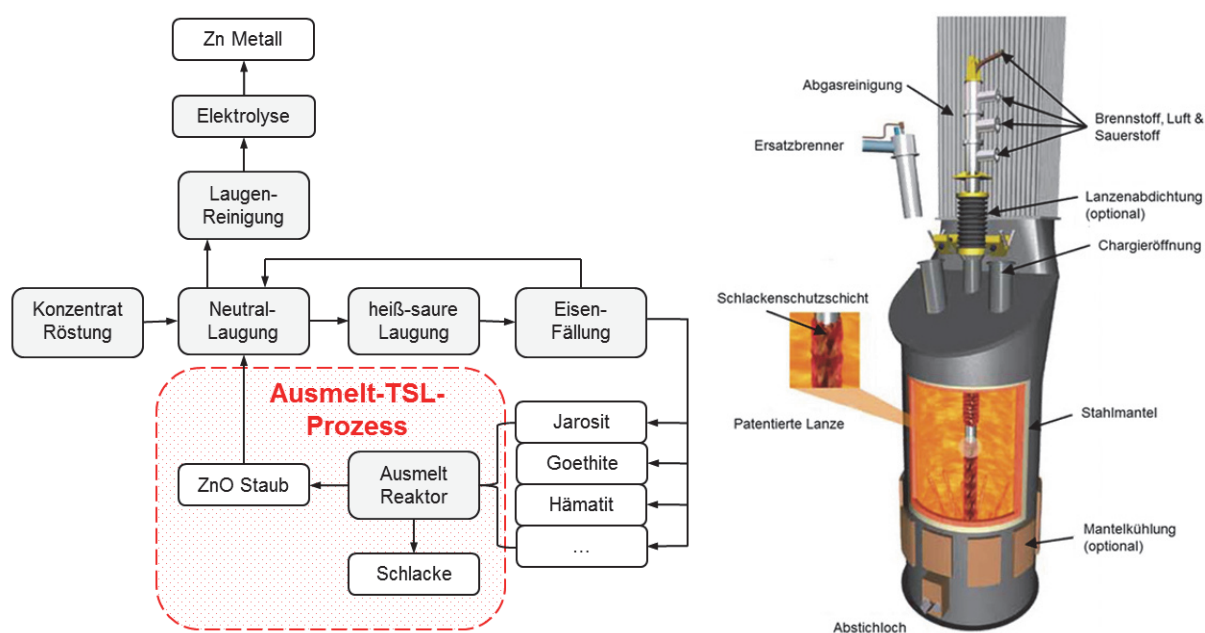 Zn Metall
Elektrolyse
Laugen-
Reinigung
Konzentrat
Röstung
Neutral-
Laugung
heiß-saure
Laugung
Eisen-
Fällung
Ausmelt-TSL-
Prozess
ZnO Staub
Ausmelt
Reaktor
Schlacke
Jarosit
Goethite
Hämatit
...
Abgasreinigung
Ersatzbrenner
Brennstoff, Luft &
Sauerstoff
Lanzenabdichtung
(optional)
Chargieröffnung
Schlackenschutzschicht
Patentierte Lanze
Stahlmantel
Mantelkühlung
(optional)
Abstichloch